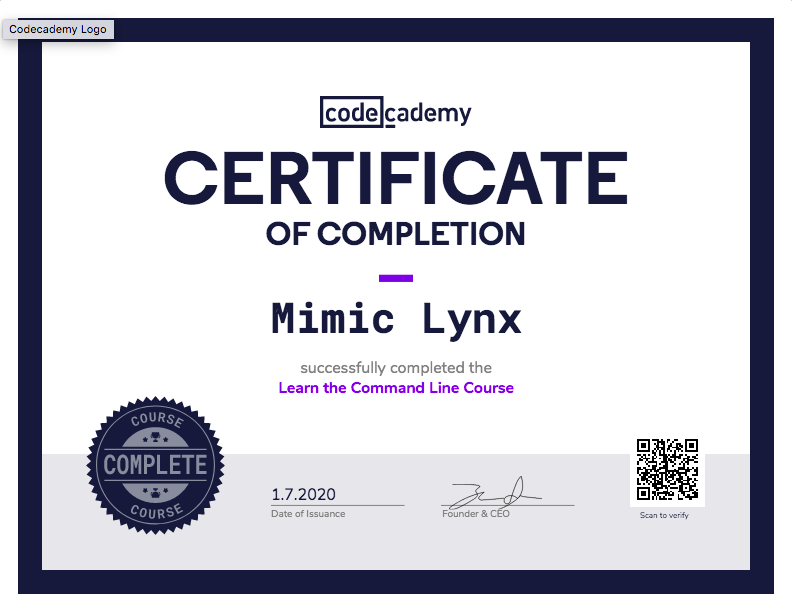 Codecademy Logo
codecademy
CERTIFICATE
OF COMPLETION
Mimic Lynx
successfully completed the
Learn the Command Line Course
COURSE
COMPLETE
COURSE
1.7.2020
Date of Issuance
Founder & CEO
Scan to verify